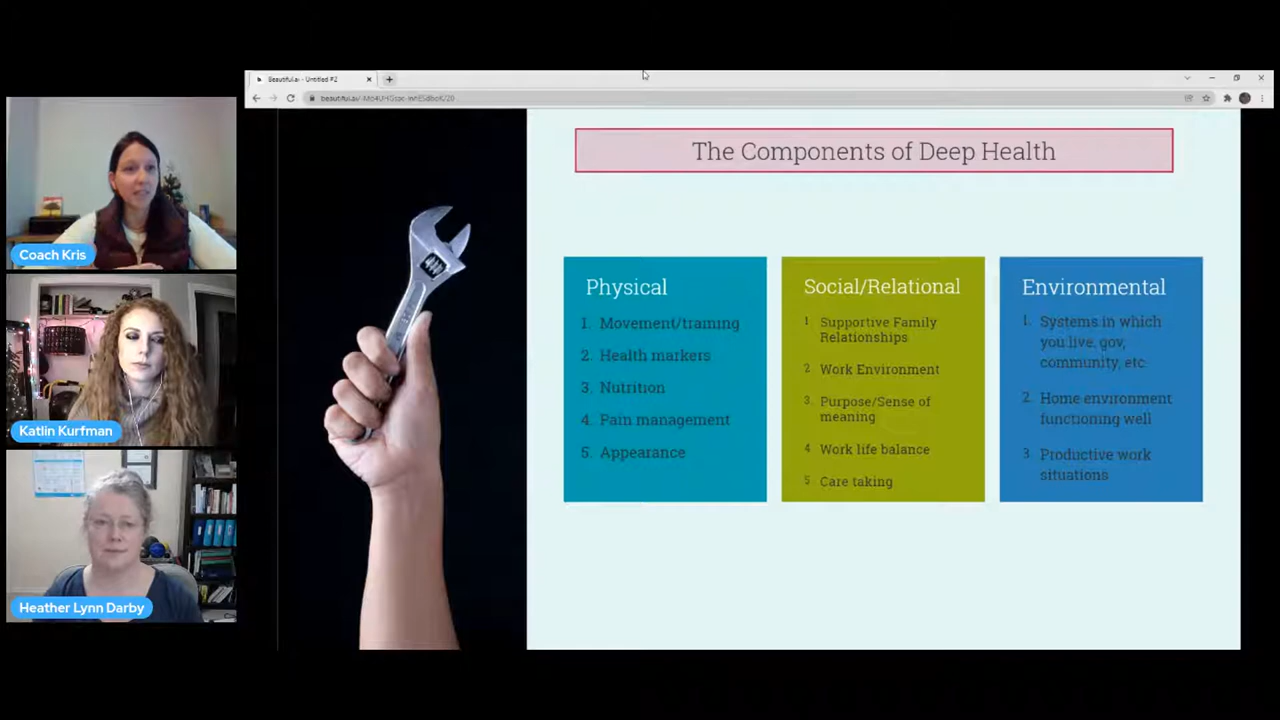 Beautiful.ai - Untitled #2
The Components of Deep Health
Coach Kris
Katlin Kurfman
Heather Lynn Darby
Physical
1. Movement/training
2. Health markers
3. Nutrition
4. Pain management
5. Appearance
Social/Relational
1 Supportive Family
Relationships
2 Work Environment
3 Purpose/Sense of
meaning
4 Work life balance
5 Care taking
Environmental
1. Systems in which
you live, gov,
community, etc.
2. Home environment
functioning well
3 Productive work
situations